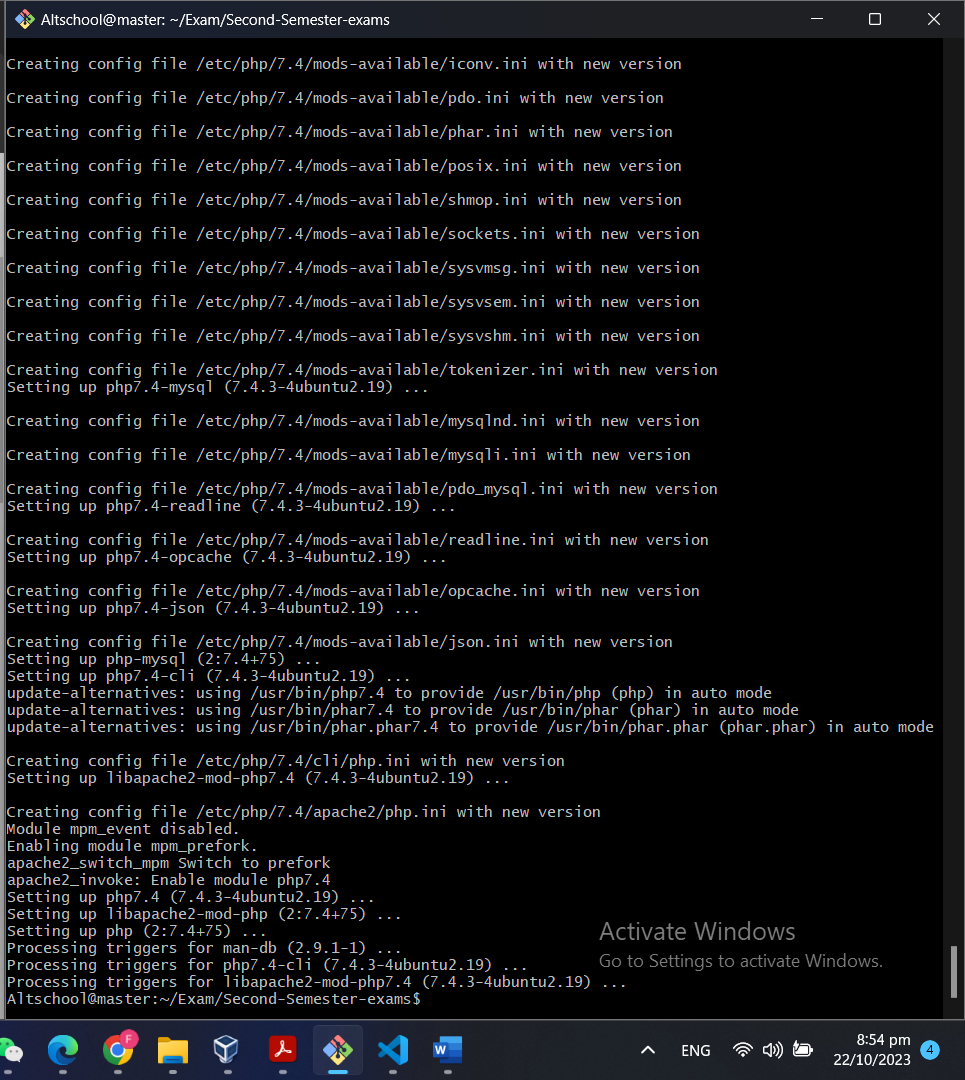 Altschool@master: ~/Exam/Second-Semester-exams
Creating config file /etc/php/7.4/mods-available/iconv.ini with new version
Creating config file /etc/php/7.4/mods-available/pdo.ini with new version
Creating config file /etc/php/7.4/mods-available/phar.ini with new version
Creating config file /etc/php/7.4/mods-available/posix.ini with new version
Creating config file /etc/php/7.4/mods-available/shmop.ini with new version
Creating config file /etc/php/7.4/mods-available/sockets.ini with new version
Creating config file /etc/php/7.4/mods-available/sysvmsg.ini with new version
Creating config file /etc/php/7.4/mods-available/sysvsem.ini with new version
Creating config file /etc/php/7.4/mods-available/sysvshm.ini with new version
Creating config file /etc/php/7.4/mods-available/tokenizer.ini with new version
Setting up php7.4-mysql (7.4.3-4ubuntu2.19) ...
Creating config file /etc/php/7.4/mods-available/mysqlnd.ini with new version
Creating config file /etc/php/7.4/mods-available/mysqli.ini with new version
Creating config file /etc/php/7.4/mods-available/pdo_mysql.ini with new version
Setting up php7.4-readline (7.4.3-4ubuntu2.19) ...
Creating config file /etc/php/7.4/mods-available/readline.ini with new version
Setting up php7.4-opcache (7.4.3-4ubuntu2.19) ...
Creating config file /etc/php/7.4/mods-available/opcache.ini with new version
Setting up php7.4-json (7.4.3-4ubuntu2.19) ...
Creating config file /etc/php/7.4/mods-available/json.ini with new version
Setting up php-mysql (2:7.4+75) ...
Setting up php7.4-cli (7.4.3-4ubuntu2.19) ...
update-alternatives: using /usr/bin/php7.4 to provide /usr/bin/php (php) in auto mode
update-alternatives: using /usr/bin/phar7.4 to provide /usr/bin/phar (phar) in auto mode
update-alternatives: using /usr/bin/phar.phar7.4 to provide /usr/bin/phar.phar (phar.phar) in auto mode
Creating config file /etc/php/7.4/cli/php.ini with new version
Setting up libapache2-mod-php7.4 (7.4.3-4ubuntu2.19) ...
Creating config file /etc/php/7.4/apache2/php.ini with new version
Module mpm_event disabled.
Enabling module mpm_prefork.
apache2_switch_mpm Switch to prefork
apache2_invoke: Enable module php7.4
Setting up php7.4 (7.4.3-4ubuntu2.19) ...
Setting up libapache2-mod-php (2:7.4+75) ...
Setting up php (2:7.4+75) ...
Processing triggers for man-db (2.9.1-1) ...
Processing triggers for php7.4-cli (7.4.3-4ubuntu2.19) ...
Processing triggers for libapache2-mod-php7.4 (7.4.3-4ubuntu2.19) ...
Altschool@master:~/Exam/Second-Semester-exams$
Activate Windows
Go to Settings to activate Windows.
F
W
ENG
8:54 pm
22/10/2023
4